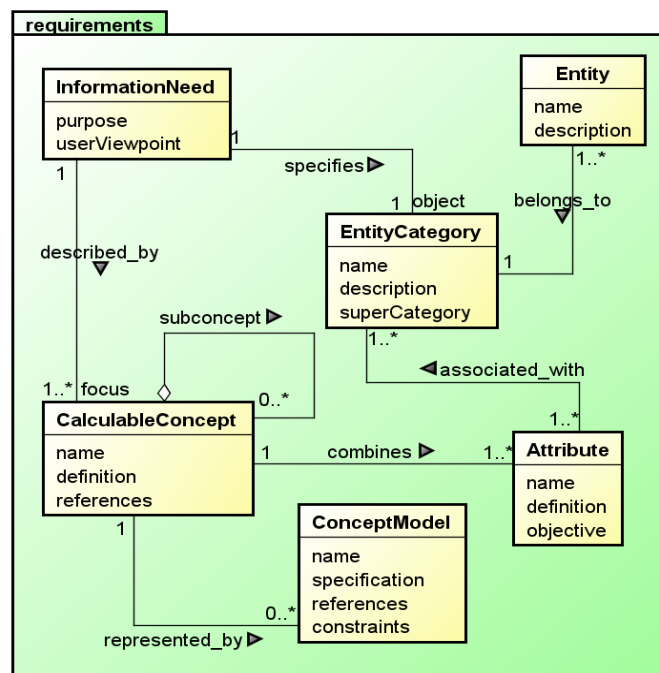 requirements
InformationNeed
purpose
userViewpoint
Entity
name
description
1
1
1..*
specifies
1
object
belongs_to
EntityCategory
name
description
superCategory
1
described_by
subconcept
1..*
associated_with
1..*
focus
0..*
1..*
CalculableConcept
name
definition
references
1
combines
1..*
Attribute
name
definition
objective
1
ConceptModel
name
specification
references
constraints
0..*
represented_by